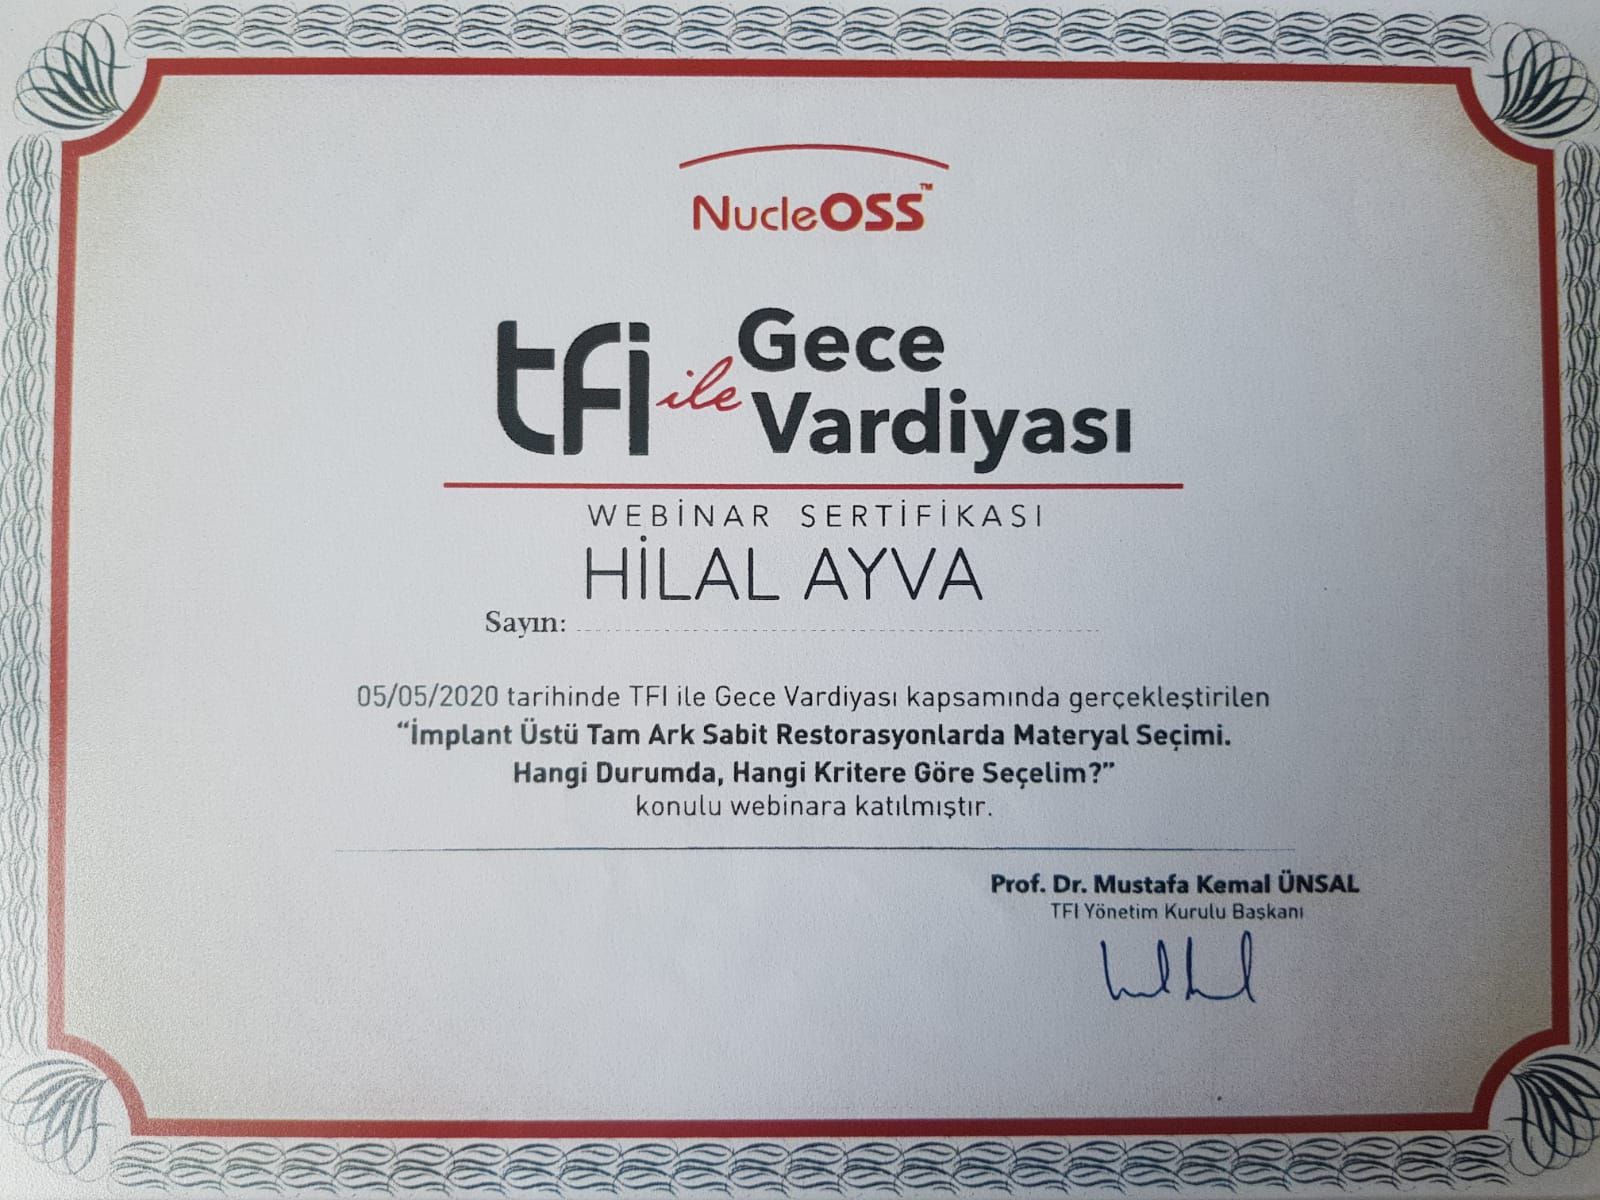 NucleOSS™
tfi ile Gece
Vardiyası
WEBİNAR SERTİFİKASI
HİLAL AYVA
Sayın:
05/05/2020 tarihinde TFI ile Gece Vardiyası kapsamında gerçekleştirilen
“İmplant Üstü Tam Ark Sabit Restorasyonlarda Materyal Seçimi.
Hangi Durumda, Hangi Kritere Göre Seçelim?”
konulu webinara katılmıştır.
Prof. Dr. Mustafa Kemal ÜNSAL
TFI Yönetim Kurulu Başkanı